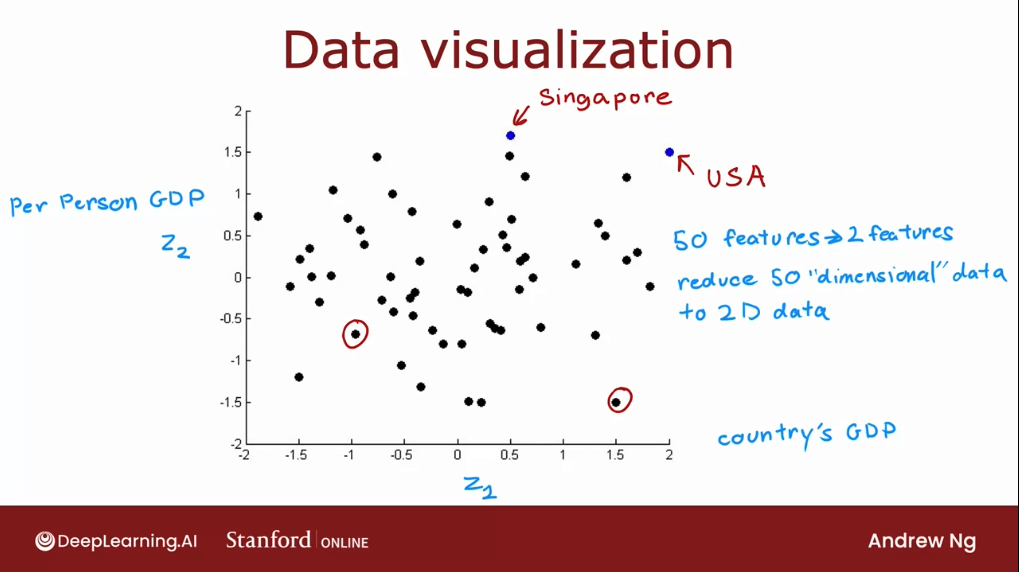 Data visualization
Singapore
USA
Per Person GDP
z2
50 features → 2 features
reduce 50 "dimensional" data
to 2D data
country's GDP
2
1.5
1
0.5
0
-0.5
-1
-1.5
-2
-2 -1.5 -1 -0.5 0 0.5 1 1.5 2
z1
DeepLearning.AI Stanford | ONLINE Andrew Ng